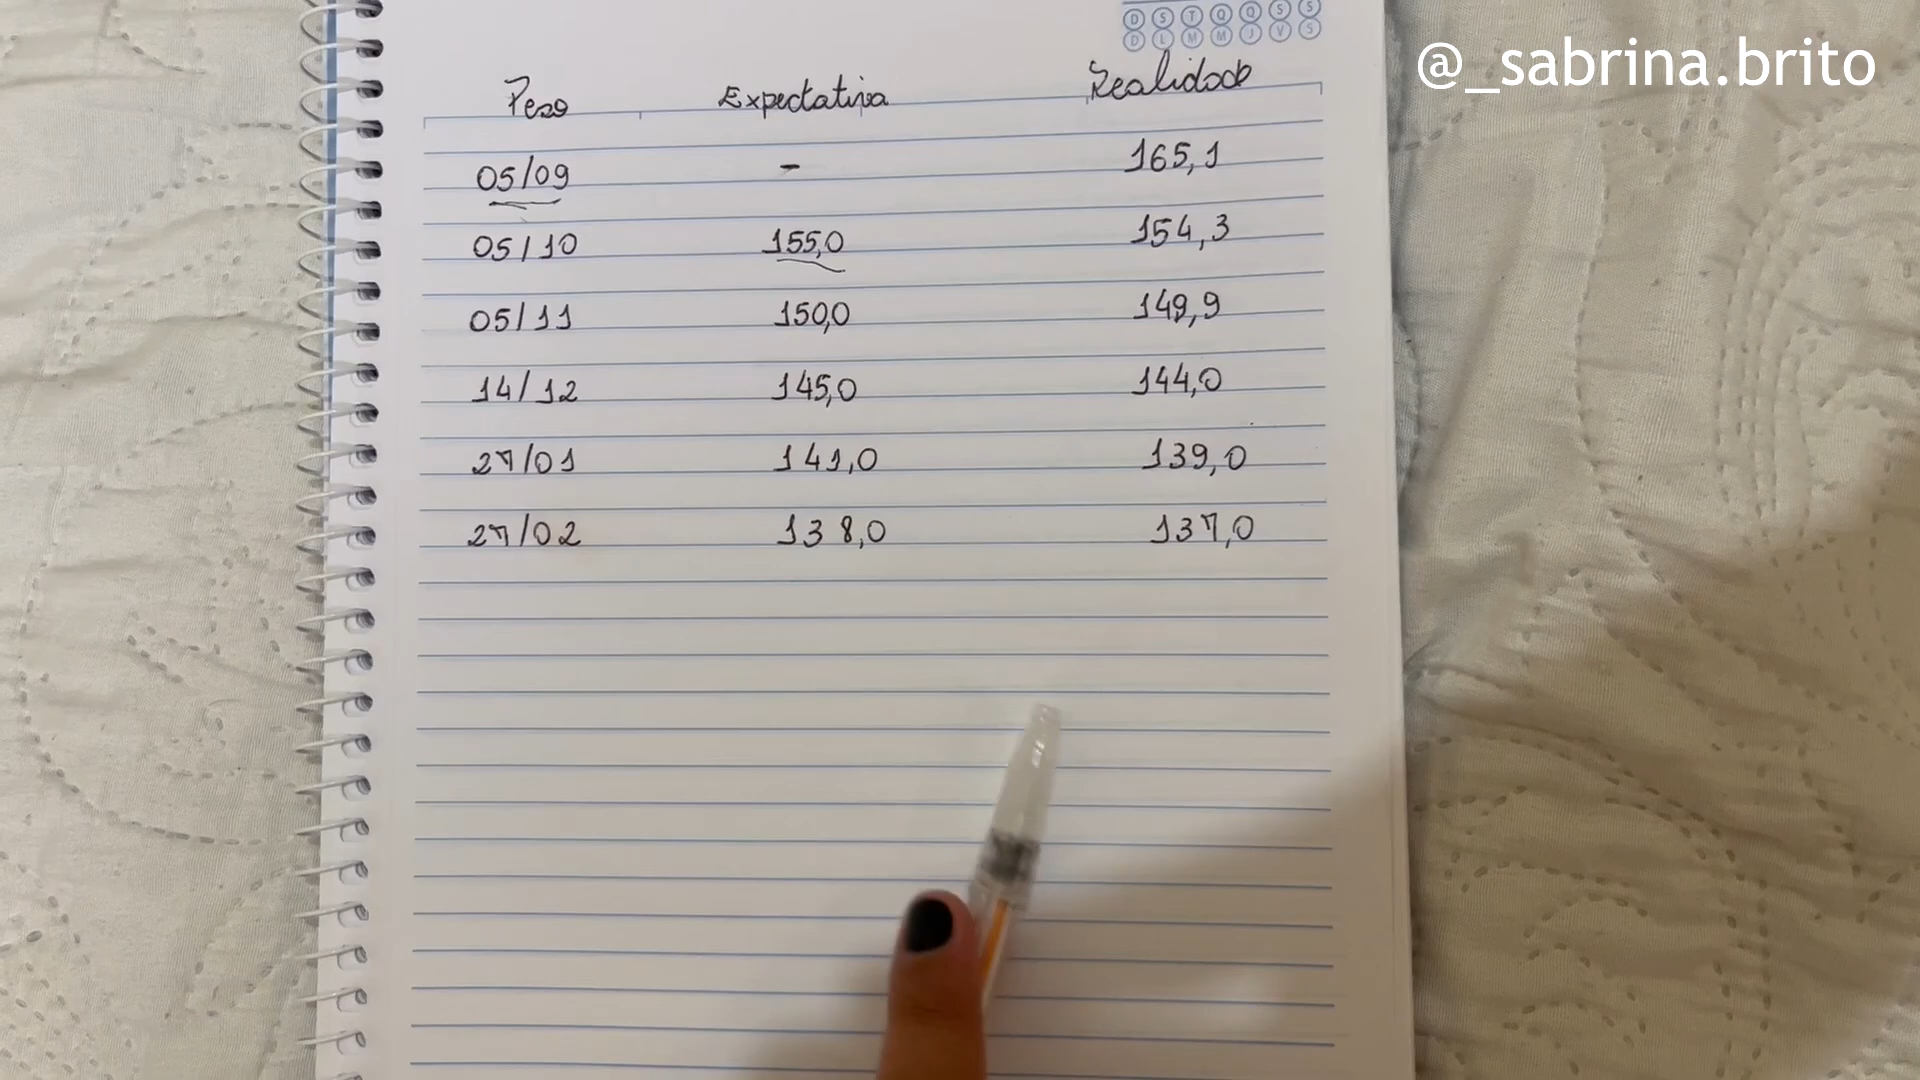 D S T Q Q S S
D L M M J V S
@_sabrina.brito
Peso Expectativa Realidade
05/09 - 165,1
05/10 155,0 154,3
05/11 150,0 149,9
14/12 145,0 144,0
27/01 141,0 139,0
27/02 138,0 137,0